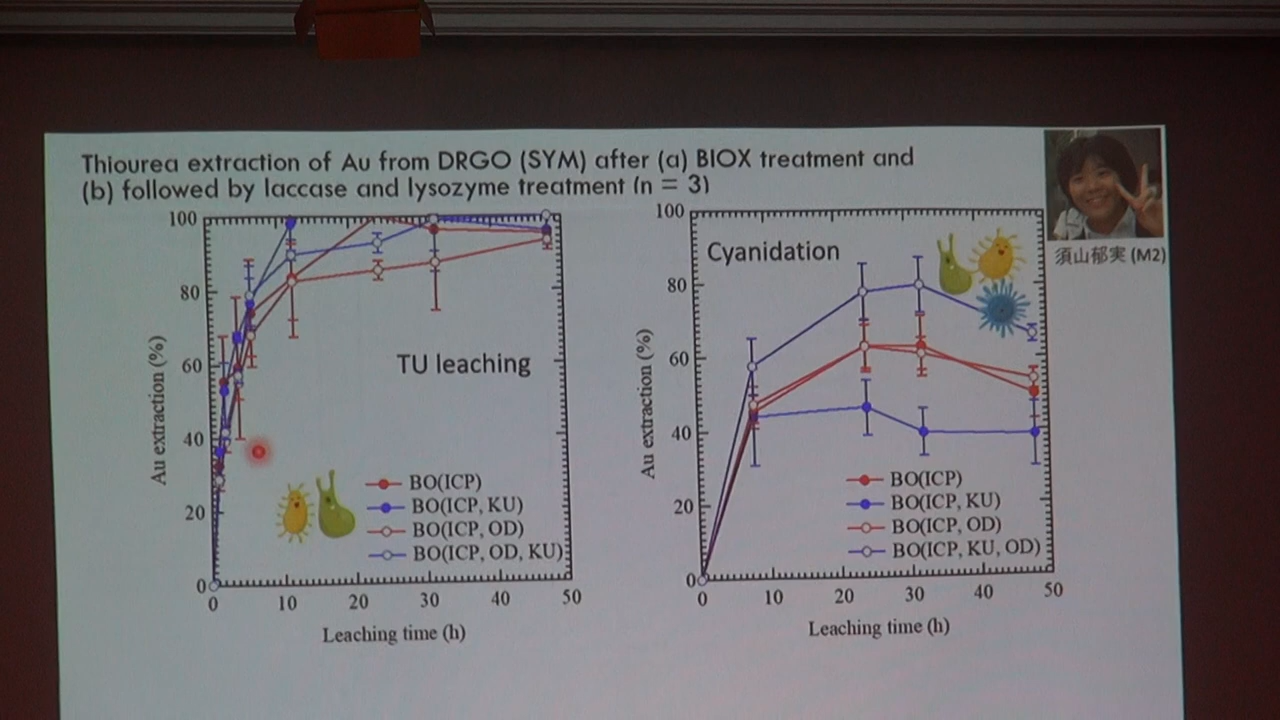 Thiourea extraction of Au from DRGO (SYM) after (a) BIOX treatment and
(b) followed by laccase and lysozyme treatment (n = 3)
100
80
60
40
20
0
Au extraction (%)
TU leaching
BO(ICP)
BO(ICP, KU)
BO(ICP, OD)
BO(ICP, OD, KU)
0 10 20 30 40 50
Leaching time (h)
100
80
60
40
20
0
Au extraction (%)
Cyanidation
BO(ICP)
BO(ICP, KU)
BO(ICP, OD)
BO(ICP, KU, OD)
0 10 20 30 40 50
Leaching time (h)
須山郁実 (M2)